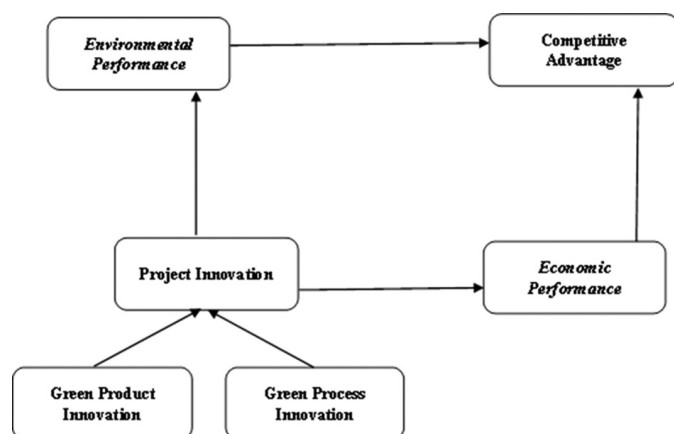 Environmental
Performance
Competitive
Advantage
Project Innovation
Economic
Performance
Green Product
Innovation
Green Process
Innovation